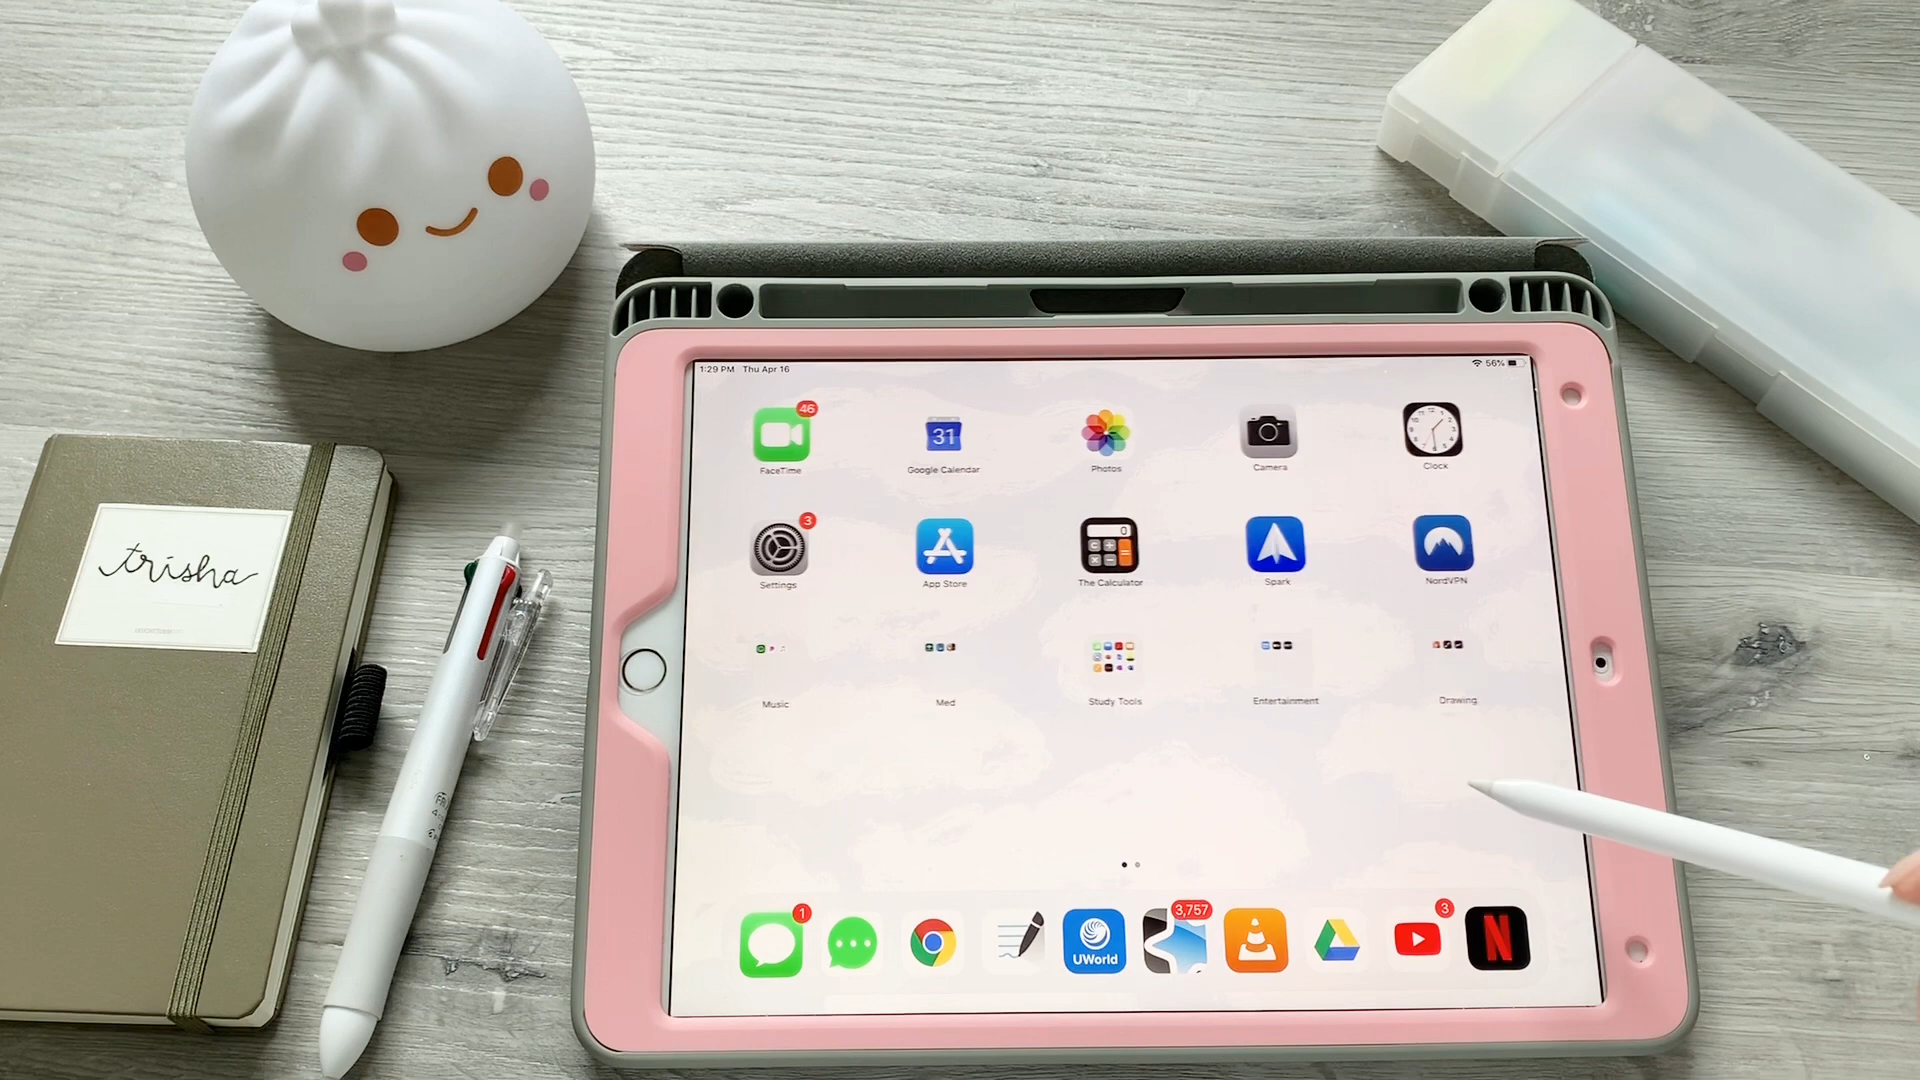 1:29 PM Thu Apr 16
56%
46
31
0
FaceTime
Google Calendar
Photos
Camera
Clock
3
Settings
App Store
The Calculator
Spark
NordVPN
trisha
Music
Med
Study Tools
Entertainment
Drawing
1
3,757
3
UWorld
N